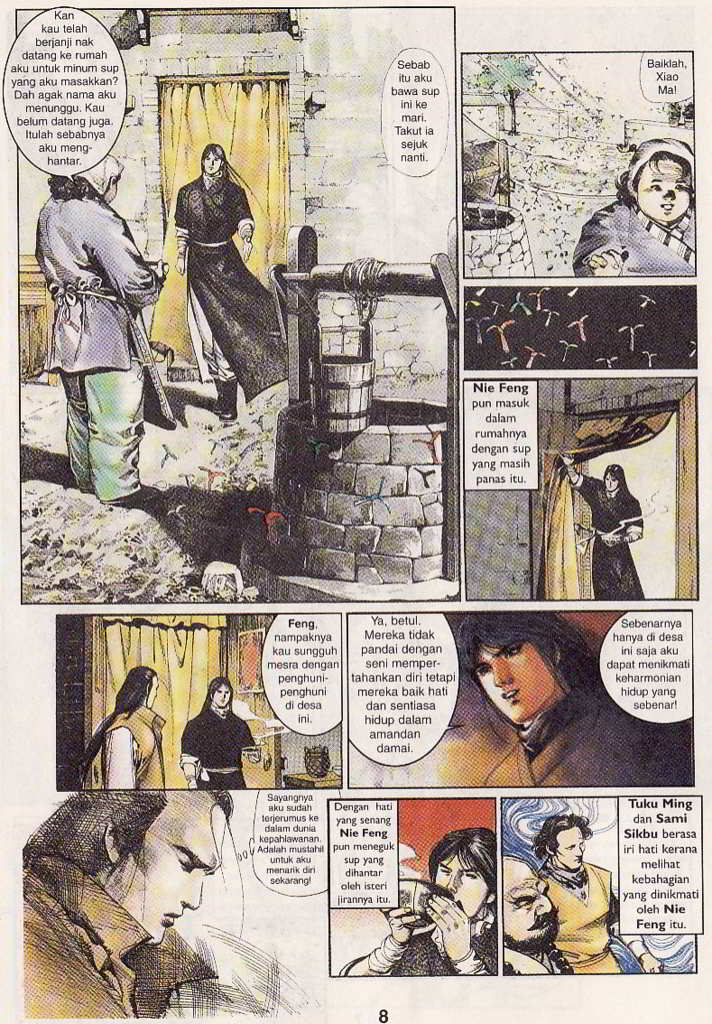 Kan
kau telah
berjanji nak
datang ke rumah
aku untuk minum sup
yang aku masakkan?
Dah agak nama aku
menunggu. Kau
belum datang juga.
Itulah sebabnya
aku meng-
hantar.
Sebab
itu aku
bawa sup
ini ke
mari.
Takut ia
sejuk
nanti.
Baiklah,
Xiao
Ma!
Nie Feng
pun masuk
dalam
rumahnya
dengan sup
yang masih
panas itu.
Feng,
nampaknya
kau sungguh
mesra dengan
penghuni-
penghuni
di desa
ini.
Ya, betul.
Mereka tidak
pandai dengan
seni memper-
tahankan diri tetapi
mereka baik hati
dan sentiasa
hidup dalam
amandan
damai.
Sebenarnya
hanya di desa
ini saja aku
dapat menikmati
keharmonian
hidup yang
sebenar!
Sayangnya
aku sudah
terjerumus ke
dalam dunia
kepahlawanan.
Adalah mustahil
untuk aku
menarik diri
sekarang!
Dengan hati
yang senang
Nie Feng
pun meneguk
sup yang
dihantar
oleh isteri
jirannya itu.
Tuku Ming
dan Sami
Sikbu berasa
iri hati kerana
melihat
kebahagian
yang dinikmati
oleh Nie
Feng itu.
8